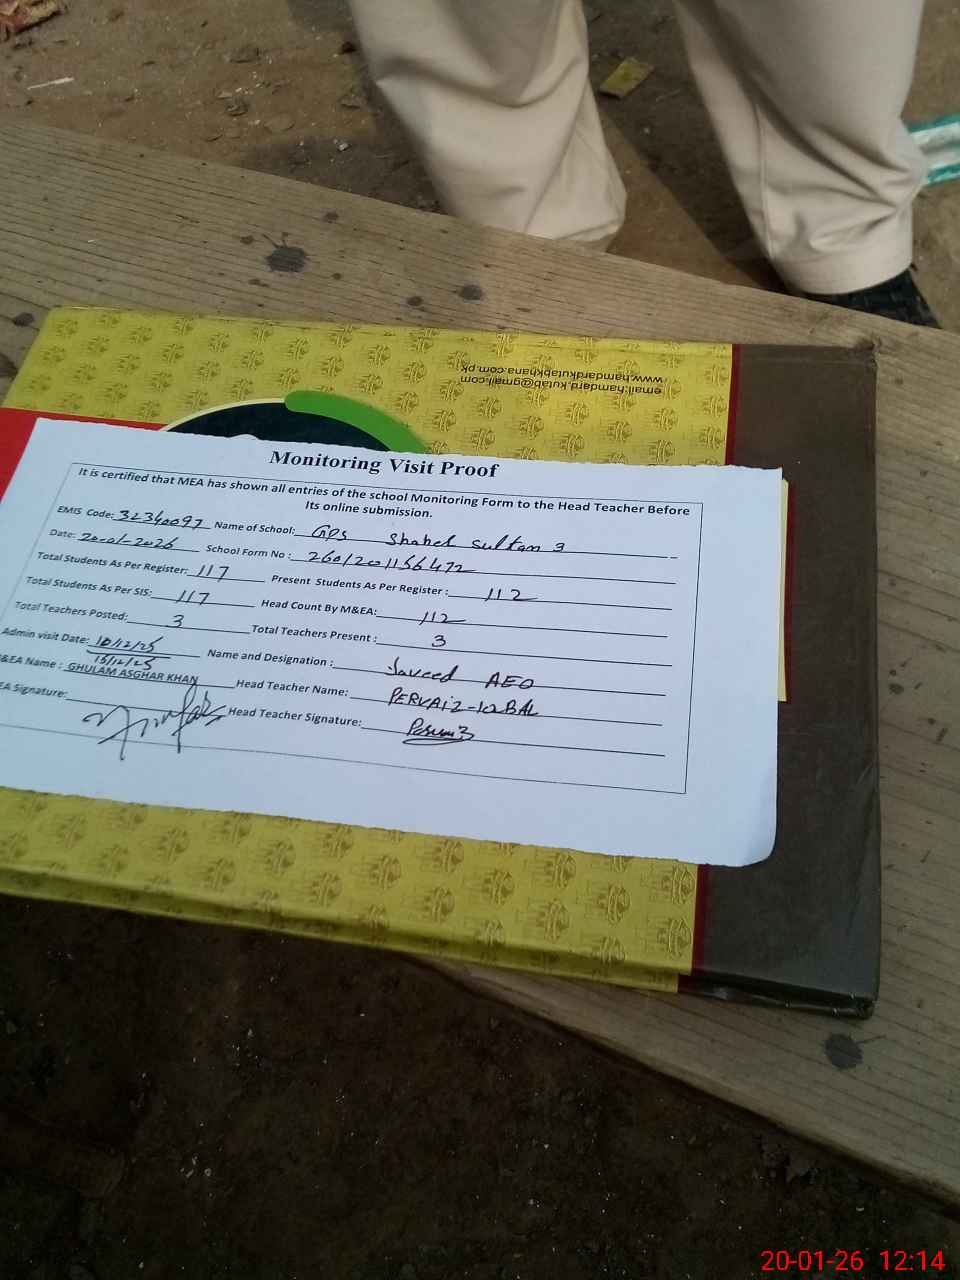 www.hamdardkutabkhana.com.pk
email:hamdard.kutab@gmail.com
Monitoring Visit Proof
It is certified that MEA has shown all entries of the school Monitoring Form to the Head Teacher Before
Its online submission.
EMIS Code: 32340097 Name of School: GPS Shahed Sultan 3
Date: 20-01-2026 School Form No : 2601201156472
Total Students As Per Register: 117 Present Students As Per Register : 112
Total Students As Per SIS: 117 Head Count By M&EA: 112
Total Teachers Posted: 3 Total Teachers Present : 3
Admin visit Date: 10/12/25 Name and Designation : Javeed AEO
15/12/25
&EA Name : GHULAM ASGHAR KHAN Head Teacher Name: PERVAIZ-IQBAL
EA Signature: Head Teacher Signature:
20-01-26 12:14